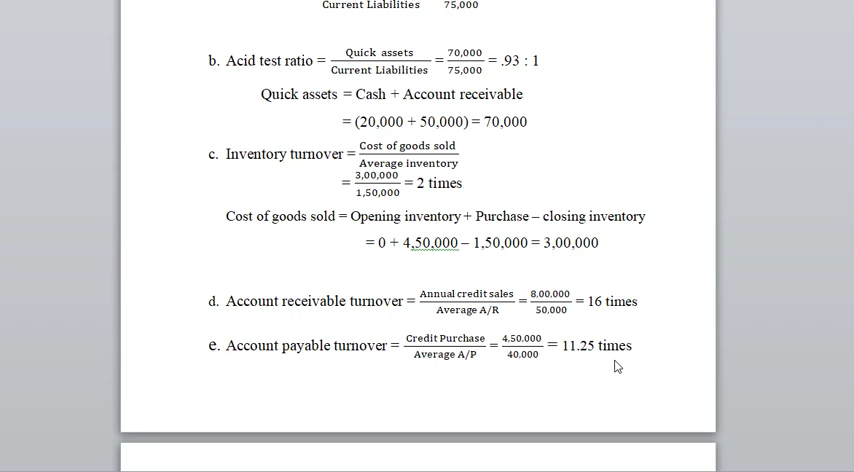 Current Liabilities 75,000
b. Acid test ratio = Quick assets / Current Liabilities = 70,000 / 75,000 = .93 : 1
Quick assets = Cash + Account receivable
= (20,000 + 50,000) = 70,000
c. Inventory turnover = Cost of goods sold / Average inventory
= 3,00,000 / 1,50,000 = 2 times
Cost of goods sold = Opening inventory + Purchase – closing inventory
= 0 + 4,50,000 – 1,50,000 = 3,00,000
d. Account receivable turnover = Annual credit sales / Average A/R = 8,00,000 / 50,000 = 16 times
e. Account payable turnover = Credit Purchase / Average A/P = 4,50,000 / 40,000 = 11.25 times